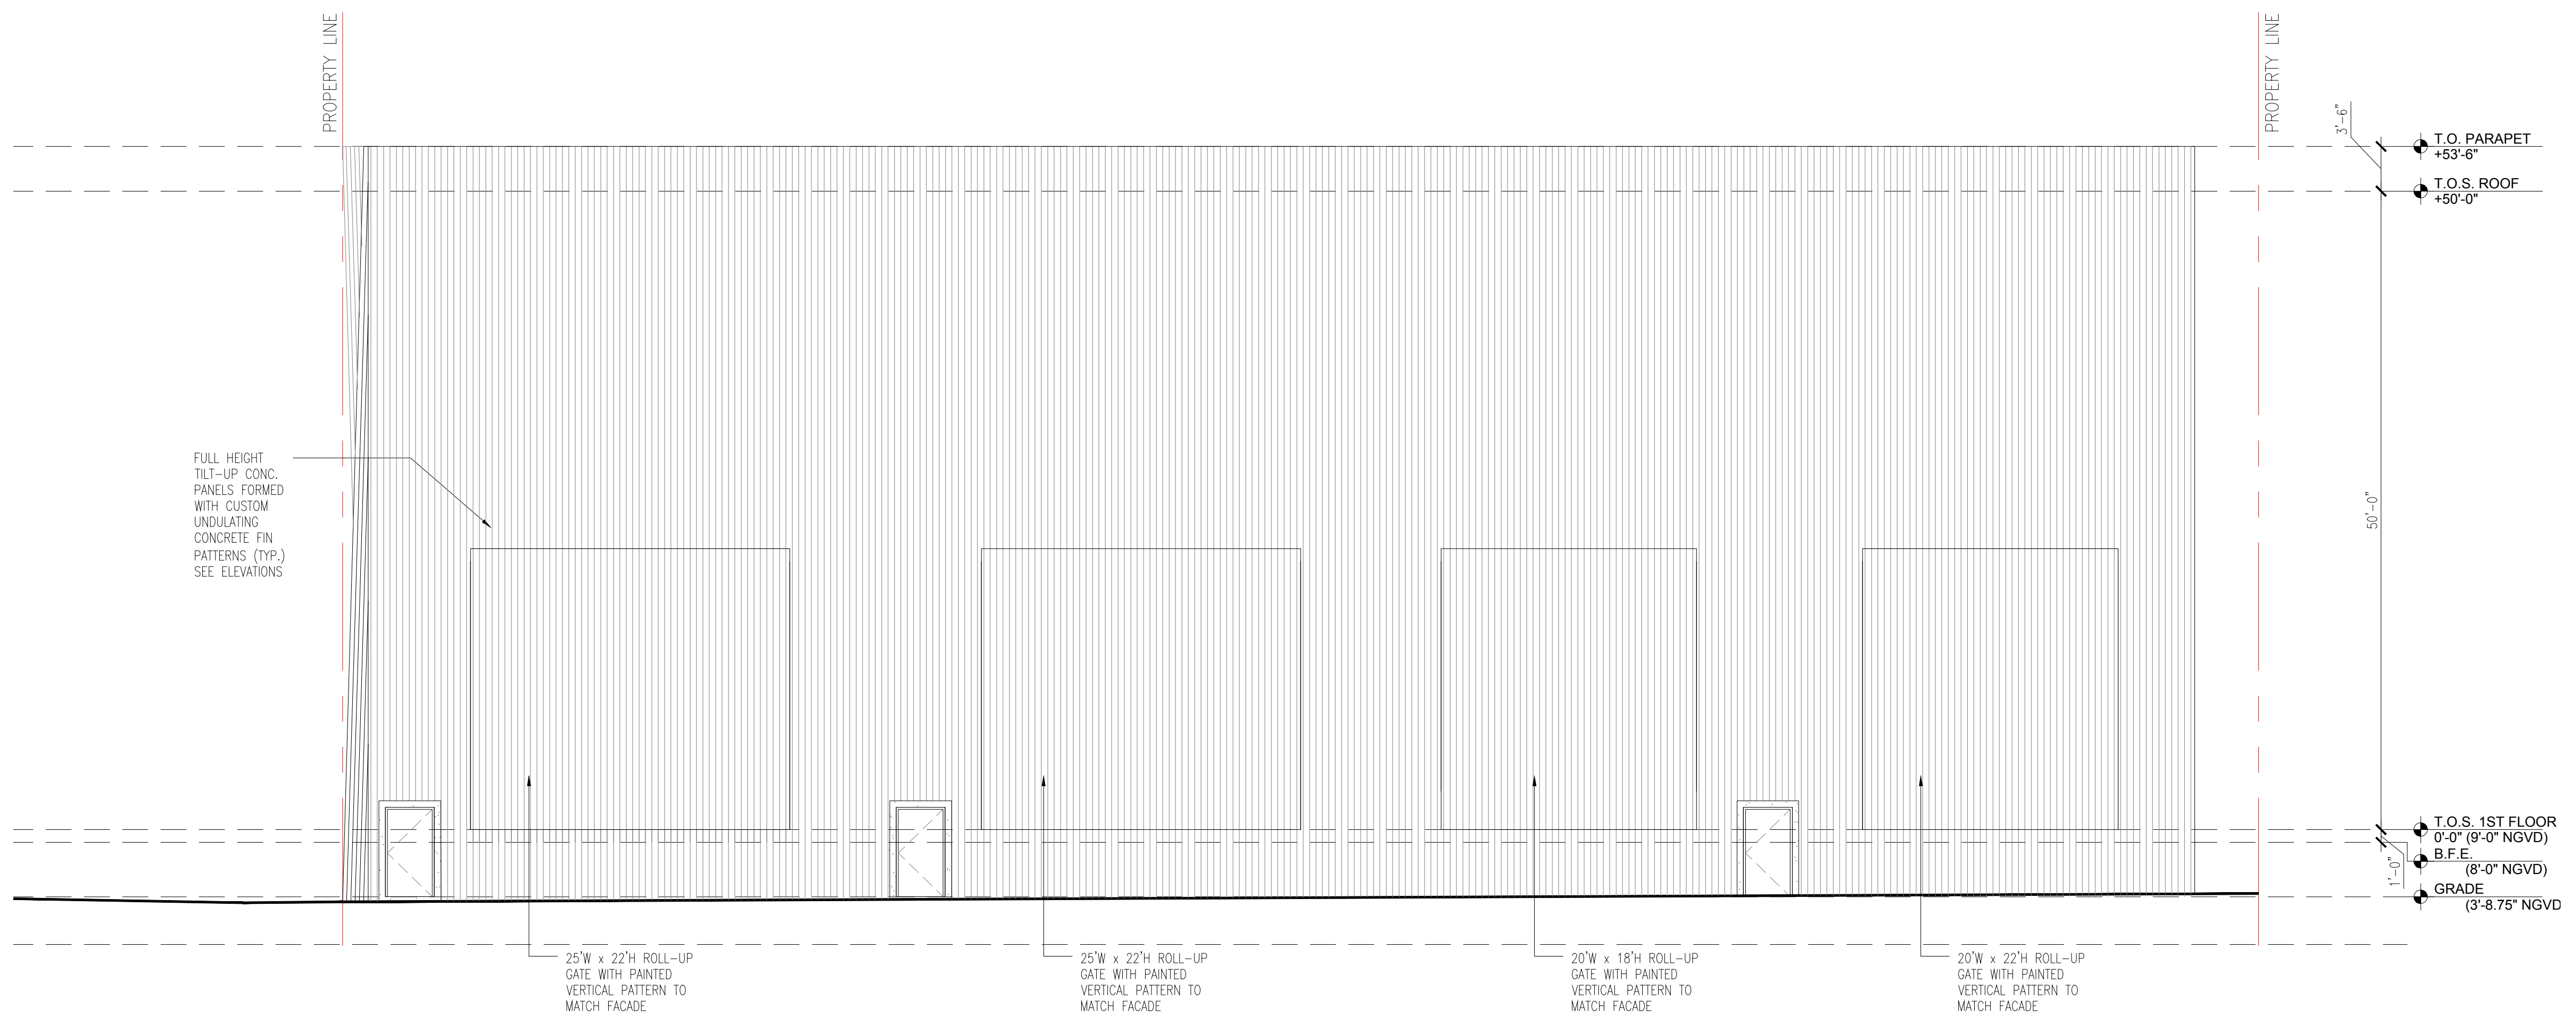 PROPERTY LINE
PROPERTY LINE
3'-6"
T.O. PARAPET
+53'-6"
T.O.S. ROOF
+50'-0"
FULL HEIGHT
TILT-UP CONC.
PANELS FORMED
WITH CUSTOM
UNDULATING
CONCRETE FIN
PATTERNS (TYP.)
SEE ELEVATIONS
50'-0"
T.O.S. 1ST FLOOR
0'-0" (9'-0" NGVD)
B.F.E.
(8'-0" NGVD)
1'-0"
GRADE
(3'-8.75" NGVD
25'W x 22'H ROLL-UP
GATE WITH PAINTED
VERTICAL PATTERN TO
MATCH FACADE
25'W x 22'H ROLL-UP
GATE WITH PAINTED
VERTICAL PATTERN TO
MATCH FACADE
20'W x 18'H ROLL-UP
GATE WITH PAINTED
VERTICAL PATTERN TO
MATCH FACADE
20'W x 22'H ROLL-UP
GATE WITH PAINTED
VERTICAL PATTERN TO
MATCH FACADE